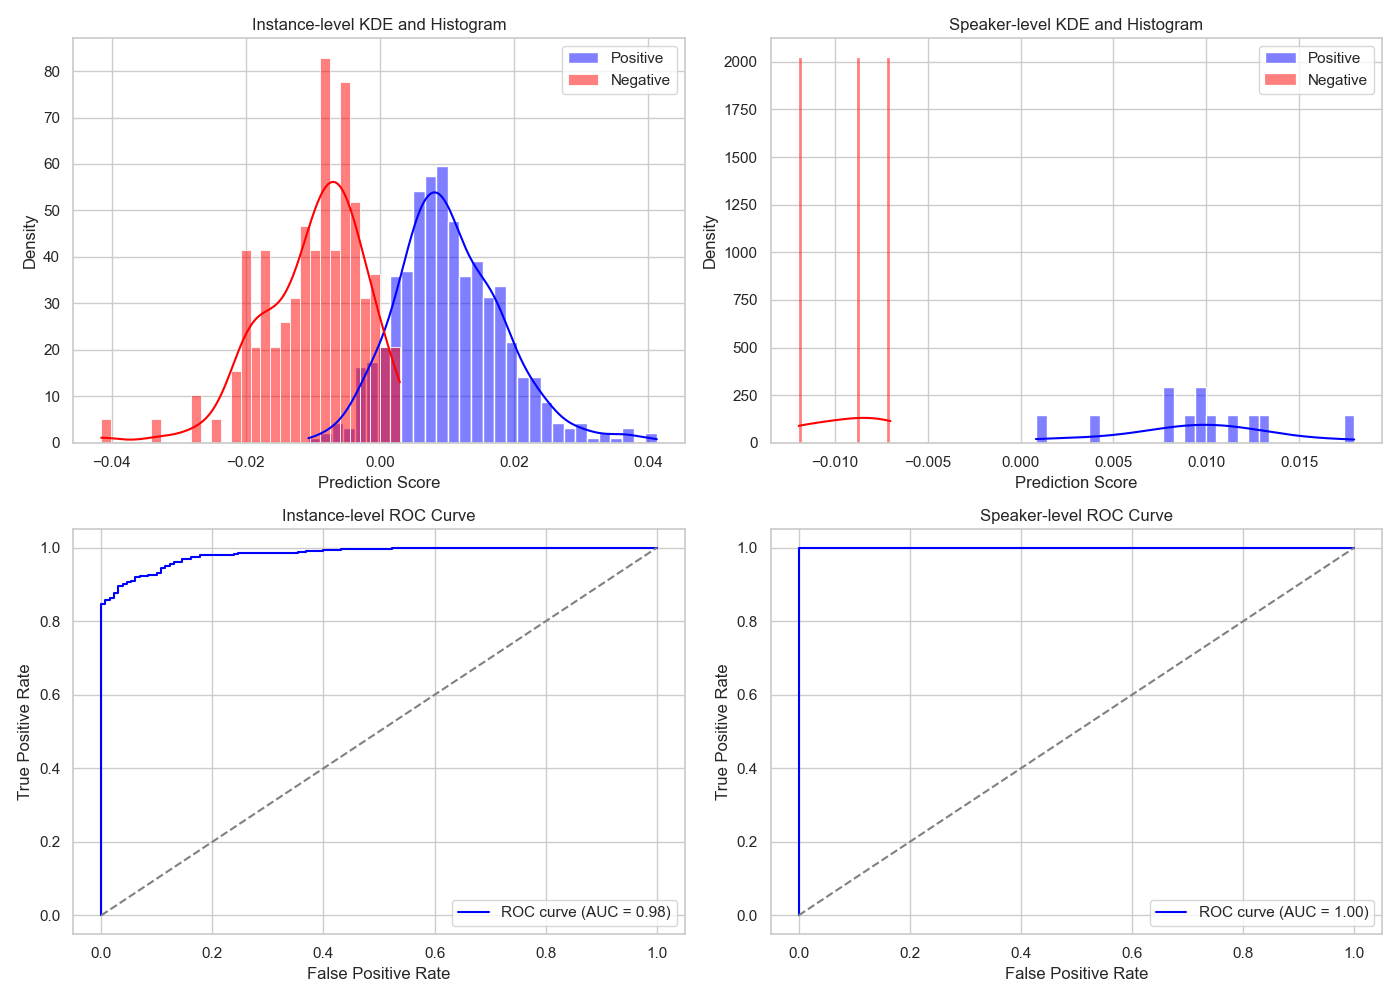 Instance-level KDE and Histogram
Positive
Negative
Density
80
70
60
50
40
30
20
10
0
−0.04 −0.02 0.00 0.02 0.04
Prediction Score
Speaker-level KDE and Histogram
Positive
Negative
Density
2000
1750
1500
1250
1000
750
500
250
0
−0.010 −0.005 0.000 0.005 0.010 0.015
Prediction Score
Instance-level ROC Curve
True Positive Rate
1.0
0.8
0.6
0.4
0.2
0.0
ROC curve (AUC = 0.98)
0.0 0.2 0.4 0.6 0.8 1.0
False Positive Rate
Speaker-level ROC Curve
True Positive Rate
1.0
0.8
0.6
0.4
0.2
0.0
ROC curve (AUC = 1.00)
0.0 0.2 0.4 0.6 0.8 1.0
False Positive Rate